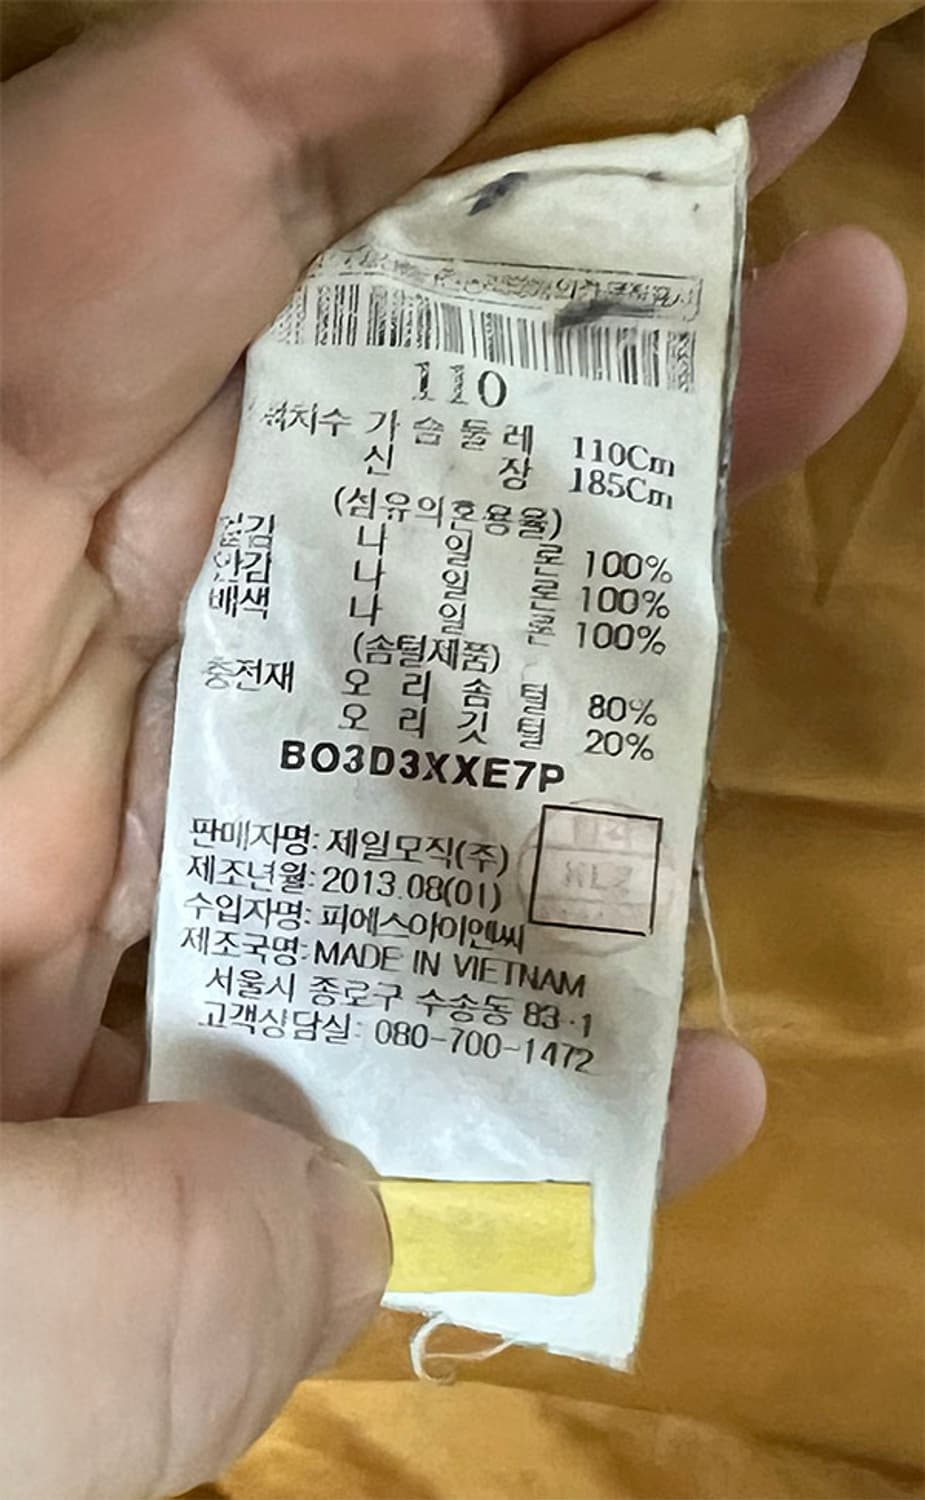 110
가슴둘레 110Cm
신장 185Cm
(섬유의혼용율)
겉감 나일론 100%
안감 나일론 100%
배색 나일론 100%
(솜털제품)
충전재 오리솜털 80%
오리깃털 20%
BO3D3XXE7P
판매자명: 제일모직(주)
제조년월: 2013.08(01)
수입자명: 피에스아이앤씨
제조국명: MADE IN VIETNAM
서울시 종로구 수송동 83-1
고객상담실: 080-700-1472